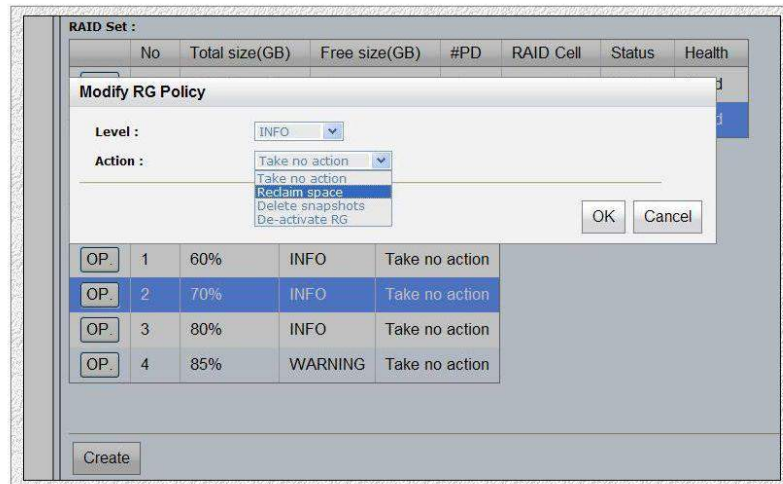 RAID Set :
No Total size(GB) Free size(GB) #PD RAID Cell Status Health
Modify RG Policy
Level : INFO
Action : Take no action
Take no action
Reclaim space
Delete snapshots
De-activate RG
OK Cancel
OP. 1 60% INFO Take no action
OP. 2 70% INFO Take no action
OP. 3 80% INFO Take no action
OP. 4 85% WARNING Take no action
Create